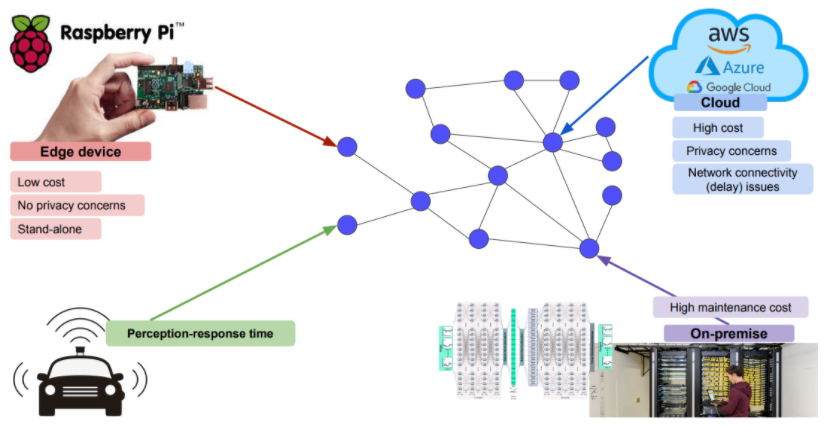 Raspberry Pi™
Edge device
Low cost
No privacy concerns
Stand-alone
aws
Azure
Google Cloud
Cloud
High cost
Privacy concerns
Network connectivity
(delay) issues
Perception-response time
High maintenance cost
On-premise